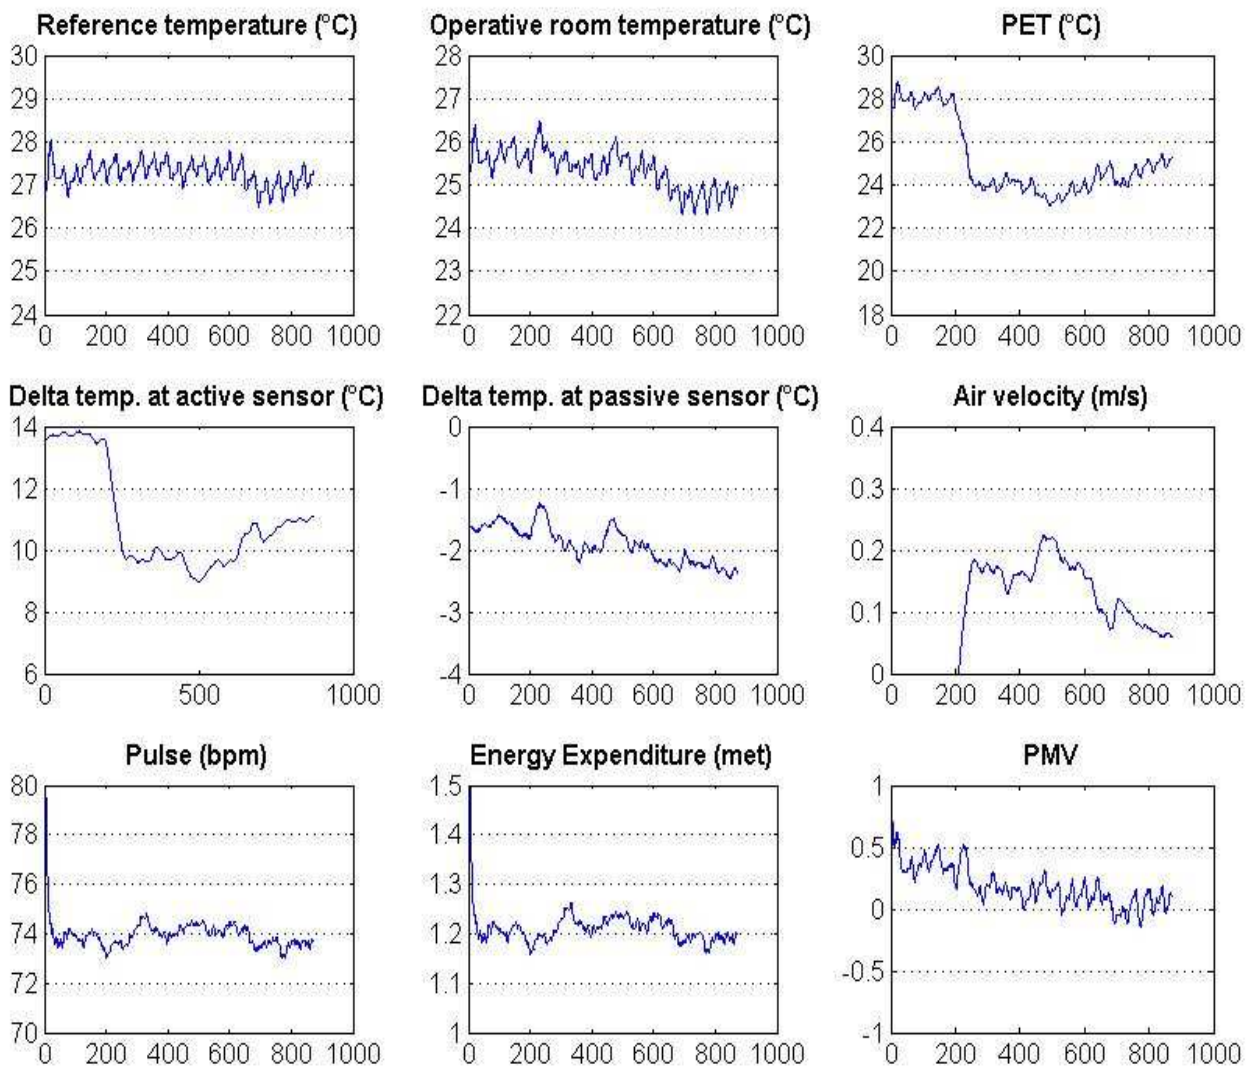 Reference temperature (°C)
Operative room temperature (°C)
PET (°C)
30
29
28
27
26
25
24
0 200 400 600 800 1000
28
27
26
25
24
23
22
0 200 400 600 800 1000
30
28
26
24
22
20
18
0 200 400 600 800 1000
Delta temp. at active sensor (°C)
Delta temp. at passive sensor (°C)
Air velocity (m/s)
14
12
10
8
6
0 500 1000
0
-1
-2
-3
-4
0 200 400 600 800 1000
0.4
0.3
0.2
0.1
0
0 200 400 600 800 1000
Pulse (bpm)
Energy Expenditure (met)
PMV
80
78
76
74
72
70
0 200 400 600 800 1000
1.5
1.4
1.3
1.2
1.1
1
0 200 400 600 800 1000
1
0.5
0
-0.5
-1
0 200 400 600 800 1000